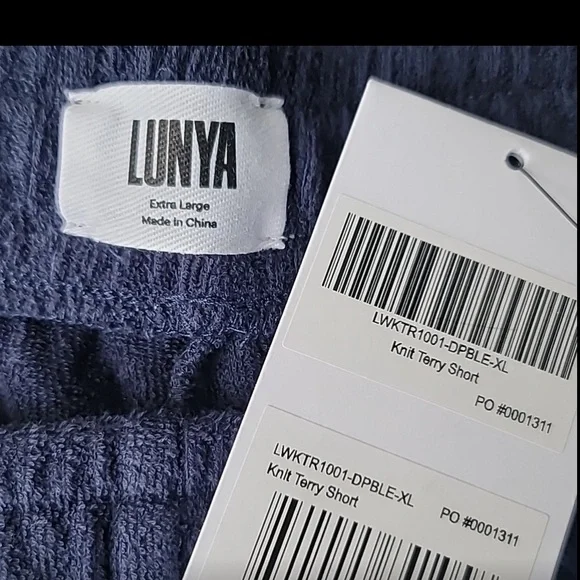 LUNYA
Extra Large
Made In China
LWKTR1001-DPBLE-XL
Knit Terry Short
PO #0001311
LWKTR1001-DPBLE-XL
PO #0001311
Knit Terry Short